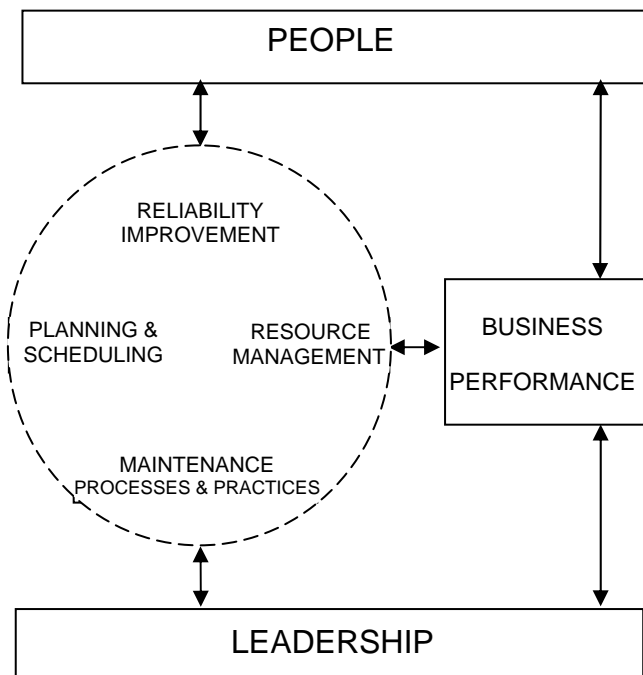 PEOPLE
RELIABILITY
IMPROVEMENT
PLANNING &
SCHEDULING
RESOURCE
MANAGEMENT
BUSINESS
PERFORMANCE
MAINTENANCE
PROCESSES & PRACTICES
LEADERSHIP